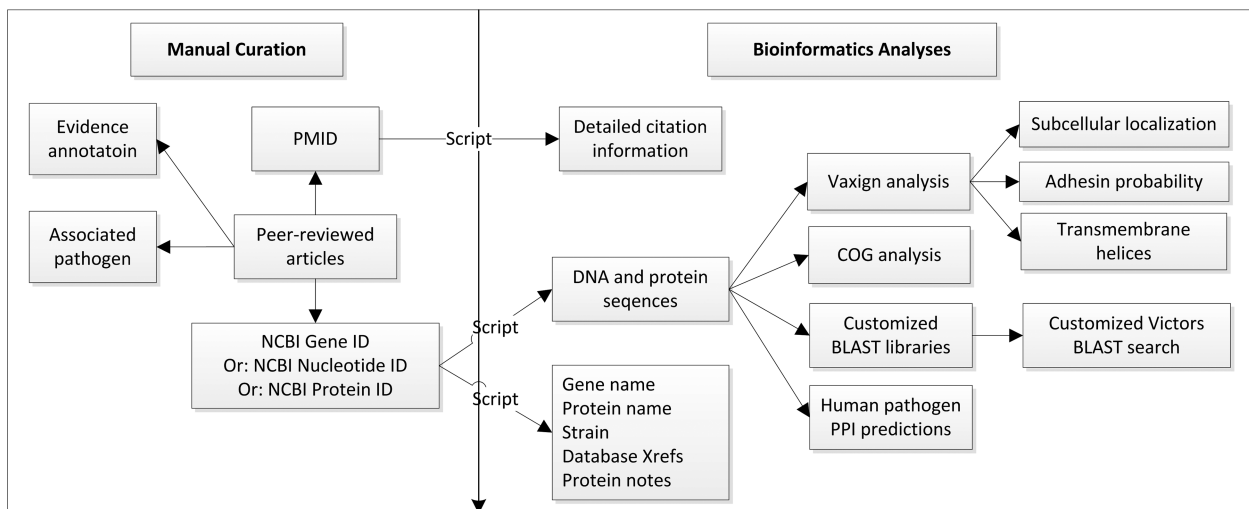 Manual Curation
Bioinformatics Analyses
Evidence
annotatoin
PMID
Script
Detailed citation
information
Subcellular localization
Vaxign analysis
Adhesin probability
Associated
pathogen
Peer-reviewed
articles
Transmembrane
helices
COG analysis
DNA and protein
seqences
Script
NCBI Gene ID
Or: NCBI Nucleotide ID
Or: NCBI Protein ID
Customized
BLAST libraries
Customized Victors
BLAST search
Script
Gene name
Protein name
Strain
Database Xrefs
Protein notes
Human pathogen
PPI predictions